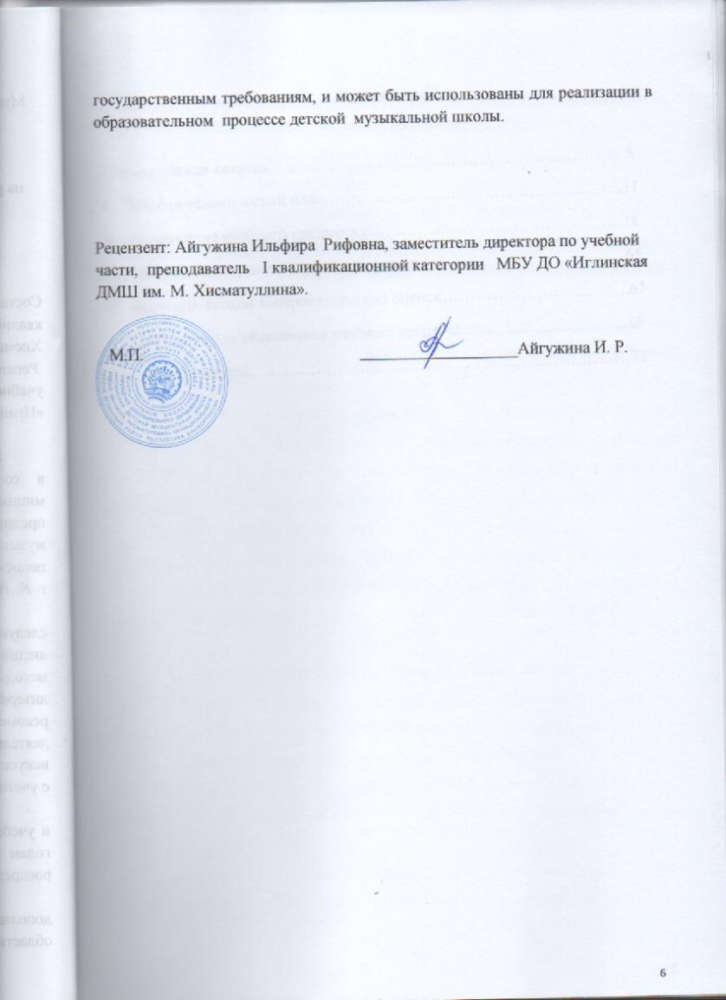 государственным требованиям, и может быть использованы для реализации в
образовательном процессе детской музыкальной школы.
Рецензент: Айгужина Ильфира Рифовна, заместитель директора по учебной
части, преподаватель I квалификационной категории МБУ ДО «Иглинская
ДМШ им. М. Хисматуллина».
М.П.
Айгужина И. Р.
6